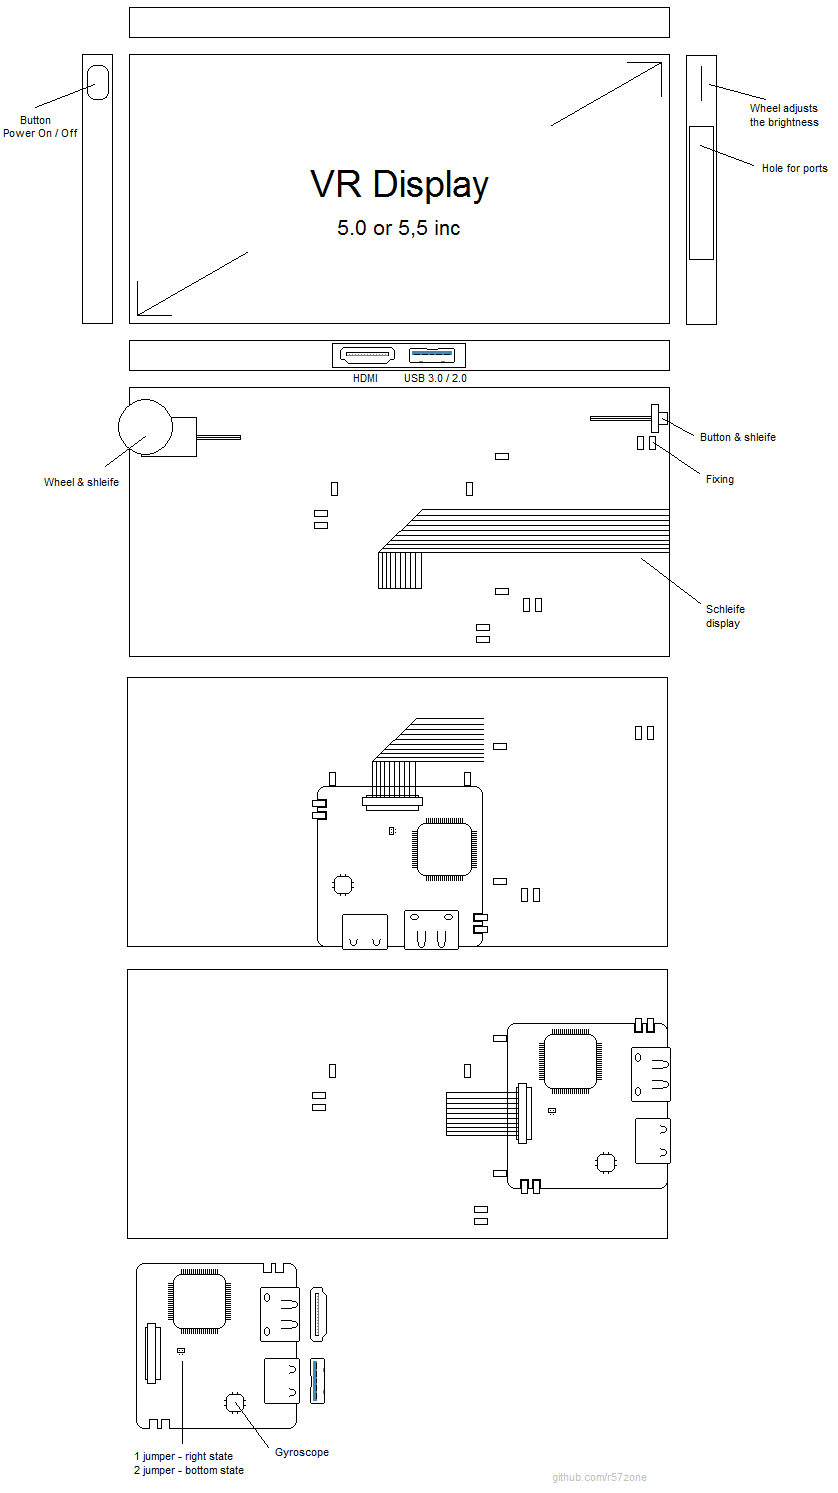 Button
Power On / Off
VR Display
5.0 or 5,5 inc
Wheel adjusts
the brightness
Hole for ports
HDMI
USB 3.0 / 2.0
Button & shleife
Wheel & shleife
Fixing
Schleife
display
1 jumper - right state
2 jumper - bottom state
Gyroscope
github.com/r57zone